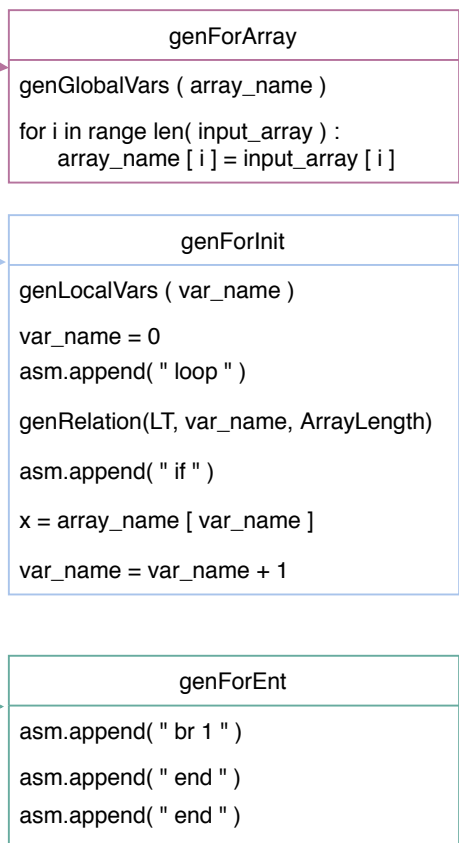 genForArray
genGlobalVars ( array_name )
for i in range len( input_array ) :
array_name [ i ] = input_array [ i ]
genForInit
genLocalVars ( var_name )
var_name = 0
asm.append( " loop " )
genRelation(LT, var_name, ArrayLength)
asm.append( " if " )
x = array_name [ var_name ]
var_name = var_name + 1
genForEnt
asm.append( " br 1 " )
asm.append( " end " )
asm.append( " end " )